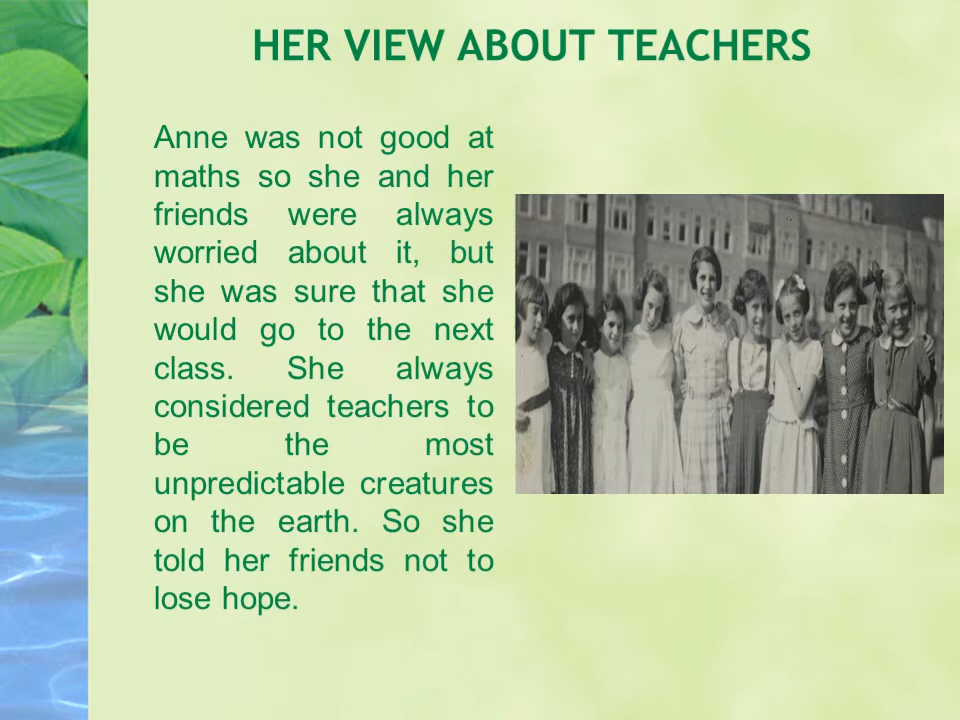 HER VIEW ABOUT TEACHERS
Anne was not good at
maths so she and her
friends were always
worried about it, but
she was sure that she
would go to the next
class. She always
considered teachers to
be the most
unpredictable creatures
on the earth. So she
told her friends not to
lose hope.